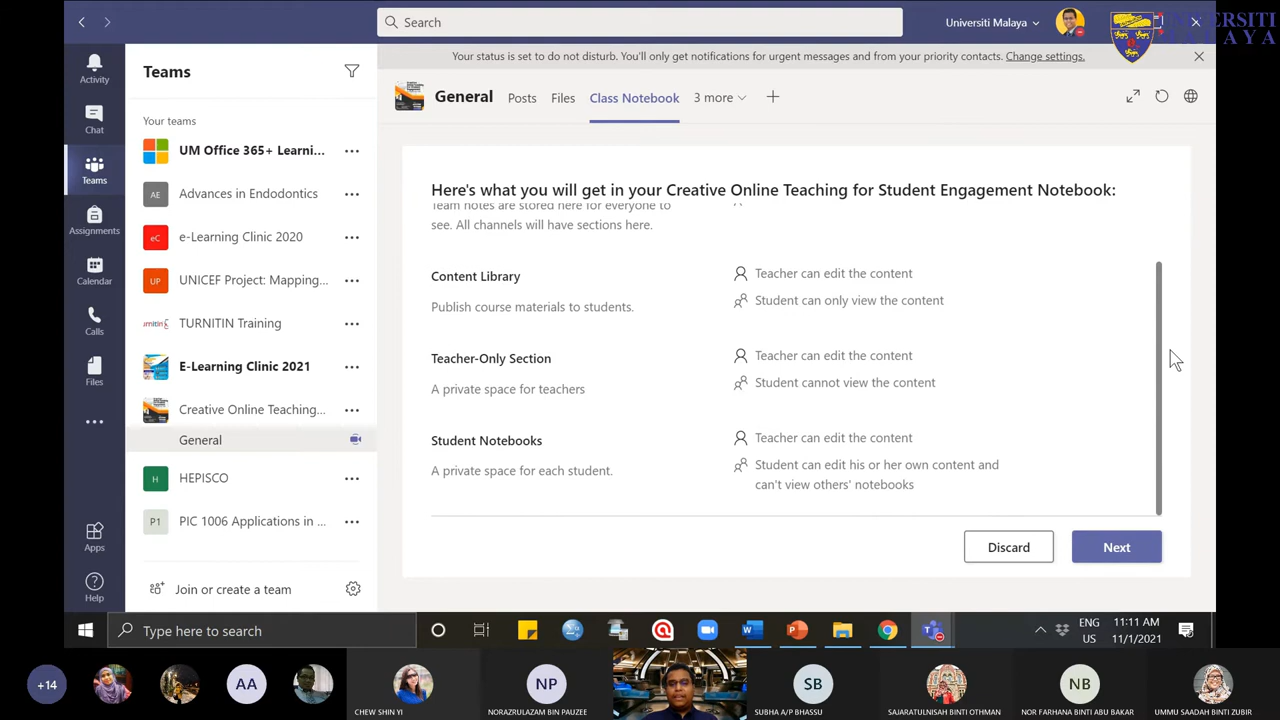 Search
Universiti Malaya
UNIVERSITI
MALAYA
Your status is set to do not disturb. You'll only get notifications for urgent messages and from your priority contacts. Change settings.
Activity
Chat
Teams
Assignments
Calendar
Calls
Files
Apps
Help
Teams
Your teams
UM Office 365+ Learni...
AE
Advances in Endodontics
eC
e-Learning Clinic 2020
UP
UNICEF Project: Mapping...
TURNITIN Training
E-Learning Clinic 2021
Creative Online Teaching...
General
H
HEPISCO
P1
PIC 1006 Applications in ...
Join or create a team
General
Posts
Files
Class Notebook
3 more
Here's what you will get in your Creative Online Teaching for Student Engagement Notebook:
Team notes are stored here for everyone to
see. All channels will have sections here.
Content Library
Publish course materials to students.
Teacher can edit the content
Student can only view the content
Teacher-Only Section
A private space for teachers
Teacher can edit the content
Student cannot view the content
Student Notebooks
A private space for each student.
Teacher can edit the content
Student can edit his or her own content and
can't view others' notebooks
Discard
Next
Type here to search
ENG
US
11:11 AM
11/1/2021
+14
AA
CHEW SHIN YI
NP
NORAZRULAZAM BIN PAUZEE
SB
SUBHA A/P BHASSU
SAJARATULNISAH BINTI OTHMAN
NB
NOR FARHANA BINTI ABU BAKAR
UMMU SAADAH BINTI ZUBIR